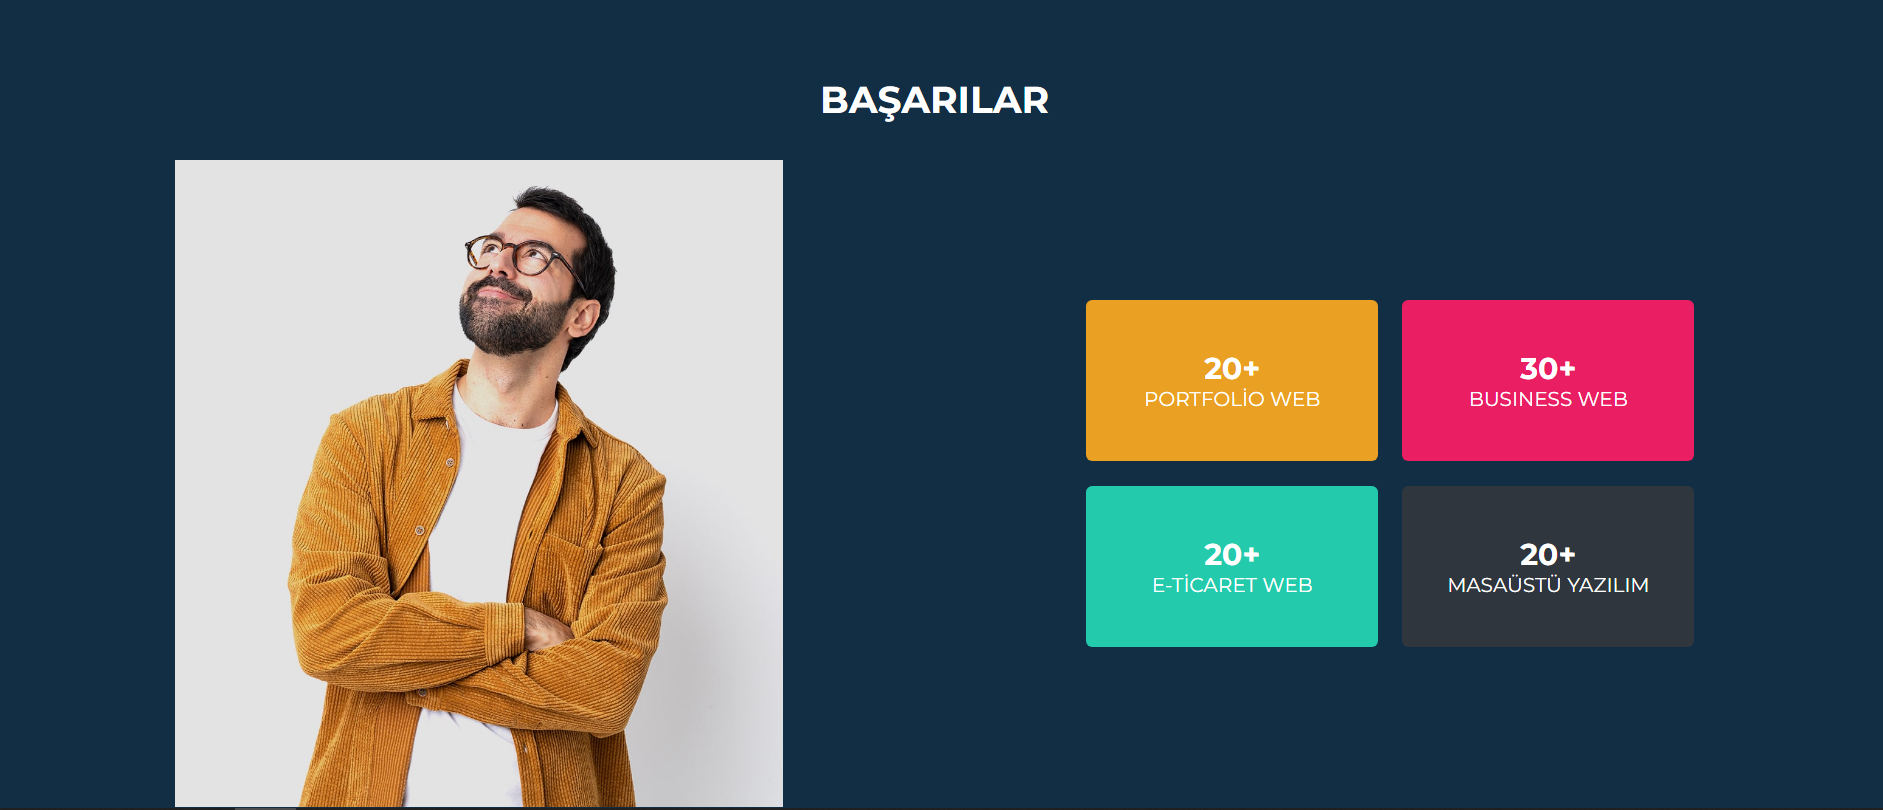 BAŞARILAR
20+
PORTFOLİO WEB
30+
BUSINESS WEB
20+
E-TİCARET WEB
20+
MASAÜSTÜ YAZILIM